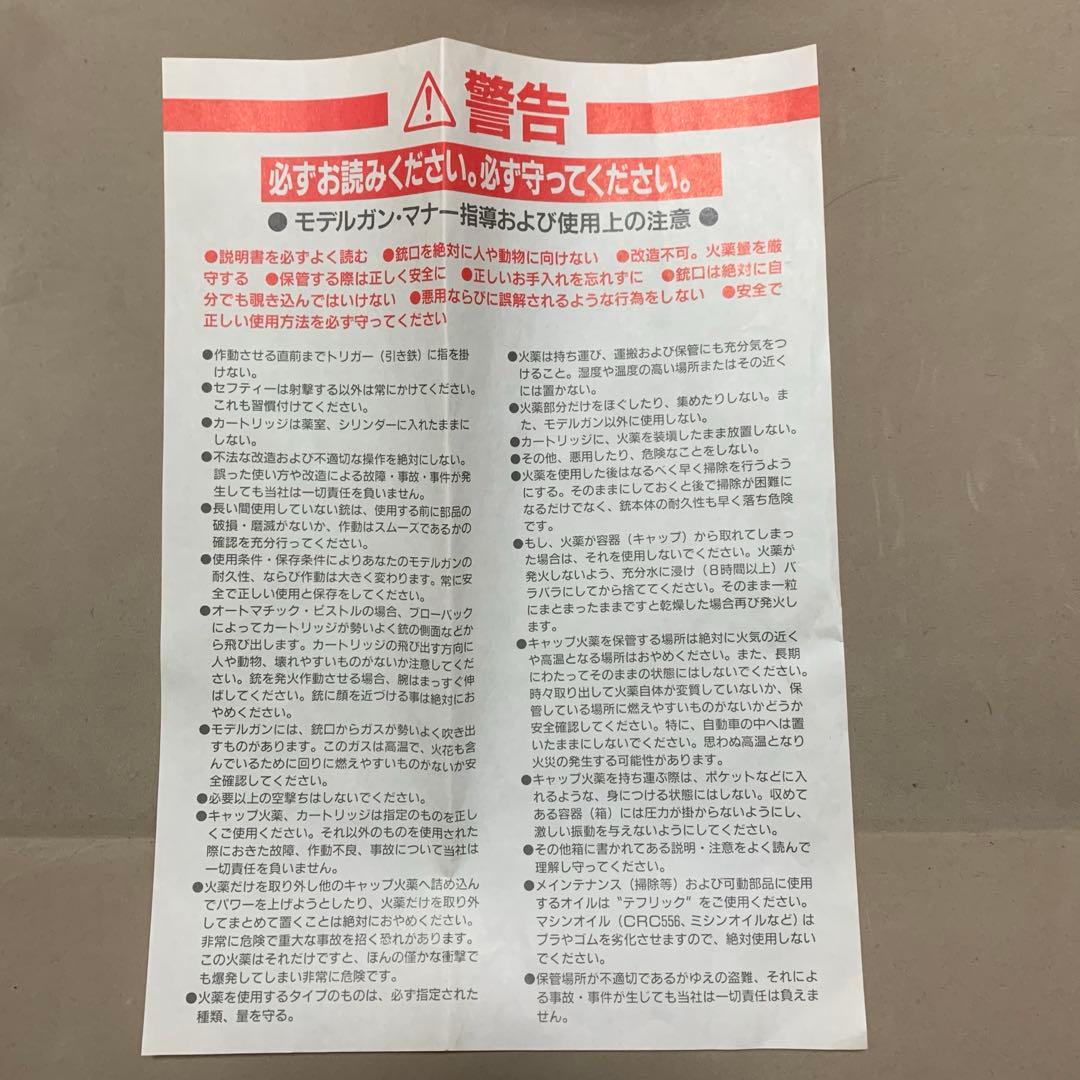 警告
必ずお読みください。必ず守ってください。
●モデルガン・マナー指導および使用上の注意●
●説明書を必ずよく読む ●銃口を絶対に人や動物に向けない ●改造不可。火薬量を厳
守する ●保管する際は正しく安全に ●正しいお手入れを忘れずに ●銃口は絶対に自
分でも覗き込んではいけない ●悪用ならびに誤解されるような行為をしない ●安全で
正しい使用方法を必ず守ってください
●作動させる直前までトリガー（引き鉄）に指を掛
けない。
●セフティーは射撃する以外は常にかけてください。
これも習慣付けてください。
●カートリッジは薬室、シリンダーに入れたままに
しない。
●不法な改造および不適切な操作を絶対にしない。
誤った使い方や改造による故障・事故・事件が発
生しても当社は一切責任を負いません。
●長い間使用していない銃は、使用する前に部品の
破損・磨滅がないか、作動はスムーズであるかの
確認を充分行ってください。
●使用条件・保存条件によりあなたのモデルガンの
耐久性、ならび作動は大きく変わります。常に安
全で正しい使用と保存をしてください。
●オートマチック・ピストルの場合、ブローバック
によってカートリッジが勢いよく銃の側面などか
ら飛び出します。カートリッジの飛び出す方向に
人や動物、壊れやすいものがないか注意してくだ
さい。銃を発火作動させる場合、腕はまっすぐ伸
ばしてください。銃に顔を近づける事は絶対にお
やめください。
●モデルガンには、銃口からガスが勢いよく吹き出
すものがあります。このガスは高温で、火花も含
んでいるために回りに燃えやすいものがないか安
全確認してください。
●必要以上の空撃ちはしないでください。
●キャップ火薬、カートリッジは指定のものを正し
くご使用ください。それ以外のものを使用された
際におきた故障、作動不良、事故について当社は
一切責任を負いません。
●火薬だけを取り外し他のキャップ火薬へ詰め込ん
でパワーを上げようとしたり、火薬だけを取り外
してまとめて置くことは絶対におやめください。
非常に危険で重大な事故を招く恐れがあります。
この火薬はそれだけですと、ほんの僅かな衝撃で
も爆発してしまい非常に危険です。
●火薬を使用するタイプのものは、必ず指定された
種類、量を守る。
●火薬は持ち運び、運搬および保管にも充分気をつ
けること。湿度や温度の高い場所またはその近く
には置かない。
●火薬部分だけをほぐしたり、集めたりしない。ま
た、モデルガン以外に使用しない。
●カートリッジに、火薬を装塡したまま放置しない。
●その他、悪用したり、危険なことをしない。
●火薬を使用した後はなるべく早く掃除を行うよう
にする。そのままにしておくと後で掃除が困難に
なるだけでなく、銃本体の耐久性も早く落ち危険
です。
●もし、火薬が容器（キャップ）から取れてしまっ
た場合は、それを使用しないでください。火薬が
発火しないよう、充分水に浸け（8時間以上）バ
ラバラにしてから捨ててください。そのまま一粒
にまとまったままですと乾燥した場合再び発火し
ます。
●キャップ火薬を保管する場所は絶対に火気の近く
や高温となる場所はおやめください。また、長期
にわたってそのままの状態にはしないでください。
時々取り出して火薬自体が変質していないか、保
管している場所に燃えやすいものがないかどうか
安全確認してください。特に、自動車の中へは置
いたままにしないでください。思わぬ高温となり
火災の発生する可能性があります。
●キャップ火薬を持ち運ぶ際は、ポケットなどに入
れるような、身につける状態にはしない。収めて
ある容器（箱）には圧力が掛からないようにし、
激しい振動を与えないようにしてください。
●その他箱に書かれてある説明・注意をよく読んで
理解し守ってください。
●メインテナンス（掃除等）および可動部品に使用
するオイルは“テフリック”をご使用ください。
マシンオイル（CRC556、ミシンオイルなど）は
プラやゴムを劣化させますので、絶対使用しない
でください。
●保管場所が不適切であるがゆえの盗難、それによ
る事故・事件が生じても当社は一切責任は負えま
せん。